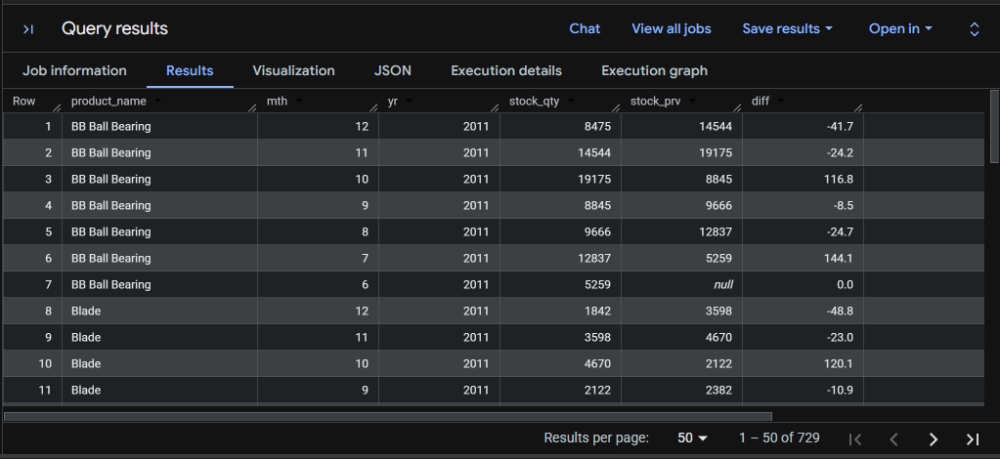 Query results Chat View all jobs Save results Open in
Job information Results Visualization JSON Execution details Execution graph
Row product_name mth yr stock_qty stock_prv diff
1 BB Ball Bearing 12 2011 8475 14544 -41.7
2 BB Ball Bearing 11 2011 14544 19175 -24.2
3 BB Ball Bearing 10 2011 19175 8845 116.8
4 BB Ball Bearing 9 2011 8845 9666 -8.5
5 BB Ball Bearing 8 2011 9666 12837 -24.7
6 BB Ball Bearing 7 2011 12837 5259 144.1
7 BB Ball Bearing 6 2011 5259 null 0.0
8 Blade 12 2011 1842 3598 -48.8
9 Blade 11 2011 3598 4670 -23.0
10 Blade 10 2011 4670 2122 120.1
11 Blade 9 2011 2122 2382 -10.9
Results per page: 50 1 – 50 of 729